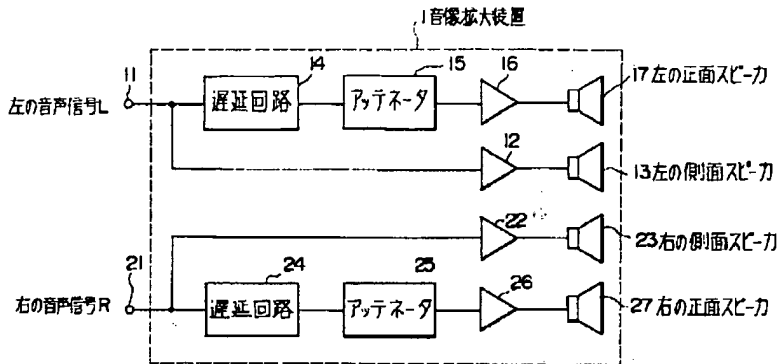 1音像拡大装置
14
15
16
17左の正面スピーカ
11
左の音声信号L
遅延回路
アッテネータ
12
13左の側面スピーカ
22
23右の側面スピーカ
21
24
25
26
右の音声信号R
遅延回路
アッテネータ
27右の正面スピーカ